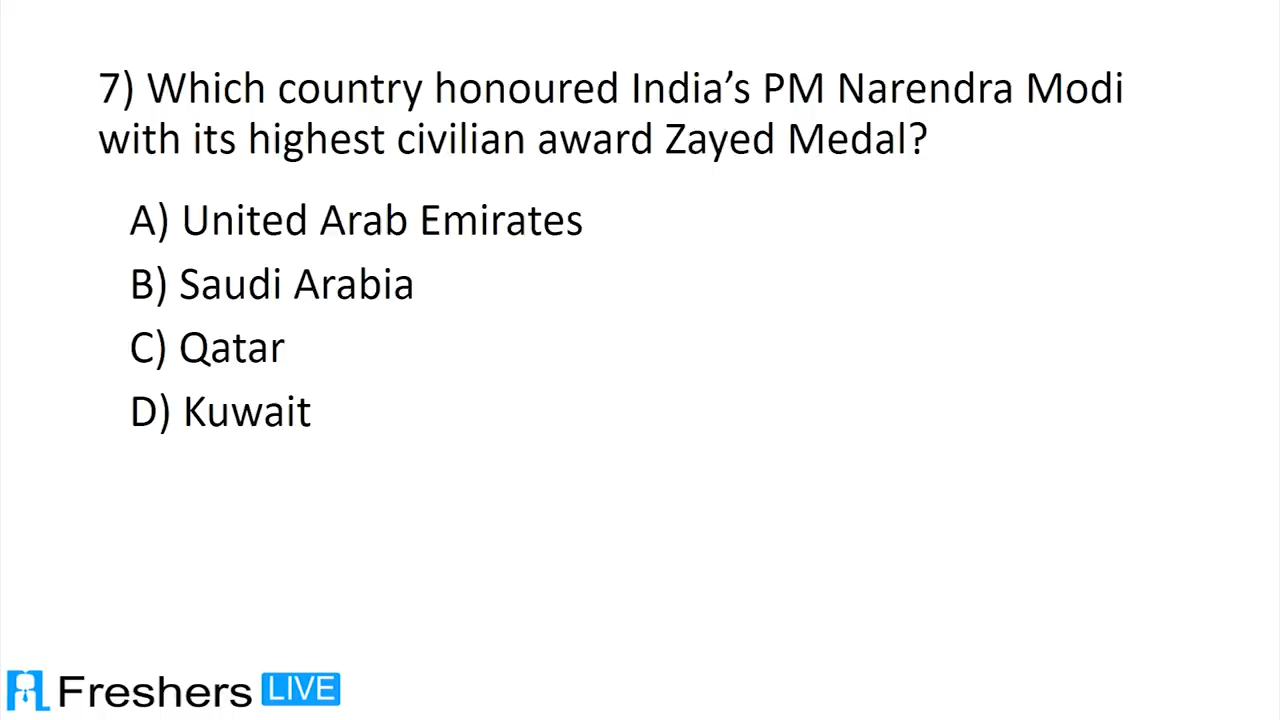 7) Which country honoured India’s PM Narendra Modi
with its highest civilian award Zayed Medal?
A) United Arab Emirates
B) Saudi Arabia
C) Qatar
D) Kuwait
Freshers LIVE